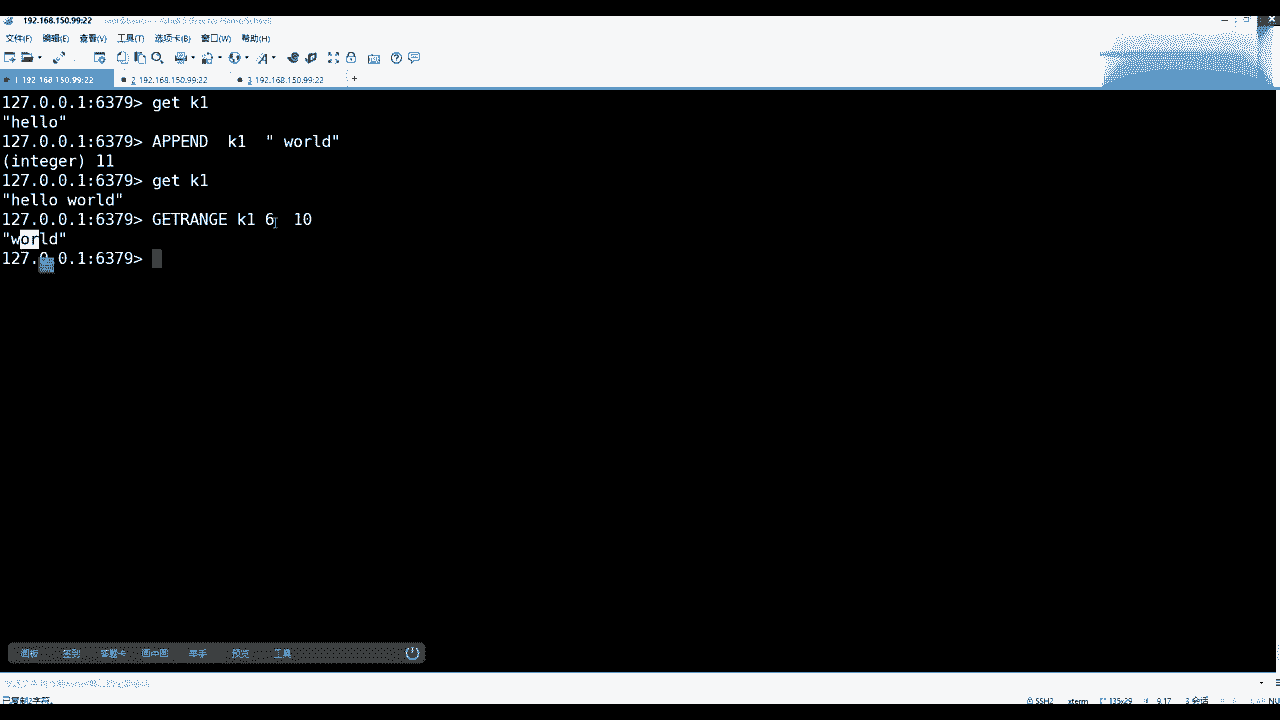 192.168.150.99:22
文件(F) 编辑(E) 查看(V) 工具(T) 选项卡(B) 窗口(W) 帮助(H)
1 192.168.150.99:22 2 192.168.150.99:22 3 192.168.150.99:22 +
127.0.0.1:6379> get k1
"hello"
127.0.0.1:6379> APPEND  k1  " world"
(integer) 11
127.0.0.1:6379> get k1
"hello world"
127.0.0.1:6379> GETRANGE k1 6  10
"world"
127.0.0.1:6379>
画板 签到 答题卡 画中画 举手 预览 工具
已复制2字符。 SSH2 xterm 135x29 9,17 3 会话 NU